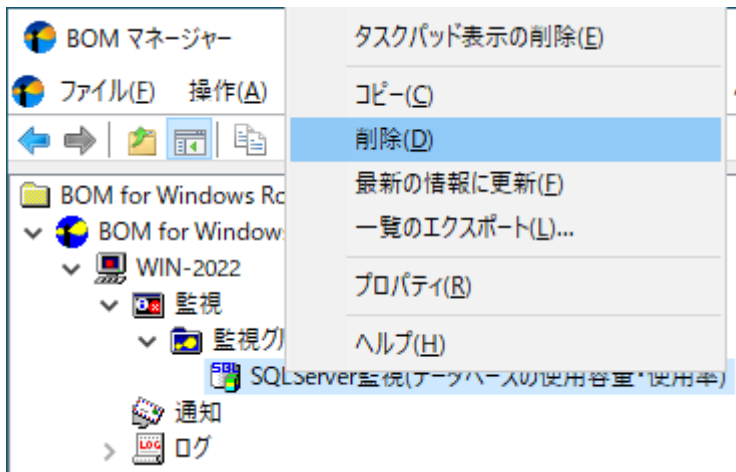 BOM マネージャー
ファイル(F) 操作(A)
タスクパッド表示の削除(E)
コピー(C)
削除(D)
最新の情報に更新(F)
一覧のエクスポート(L)...
プロパティ(R)
ヘルプ(H)
BOM for Windows Ro
BOM for Window
WIN-2022
監視
監視グル
SQLServer監視(データベースの使用容量・使用率)
通知
ログ